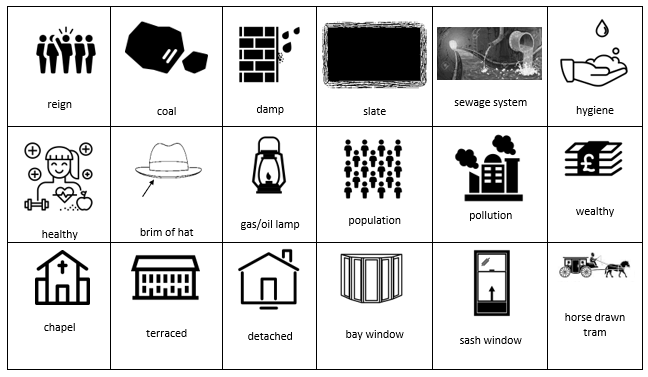 reign
coal
damp
slate
sewage system
hygiene
healthy
brim of hat
gas/oil lamp
population
pollution
£
wealthy
chapel
terraced
detached
bay window
sash window
horse drawn
tram